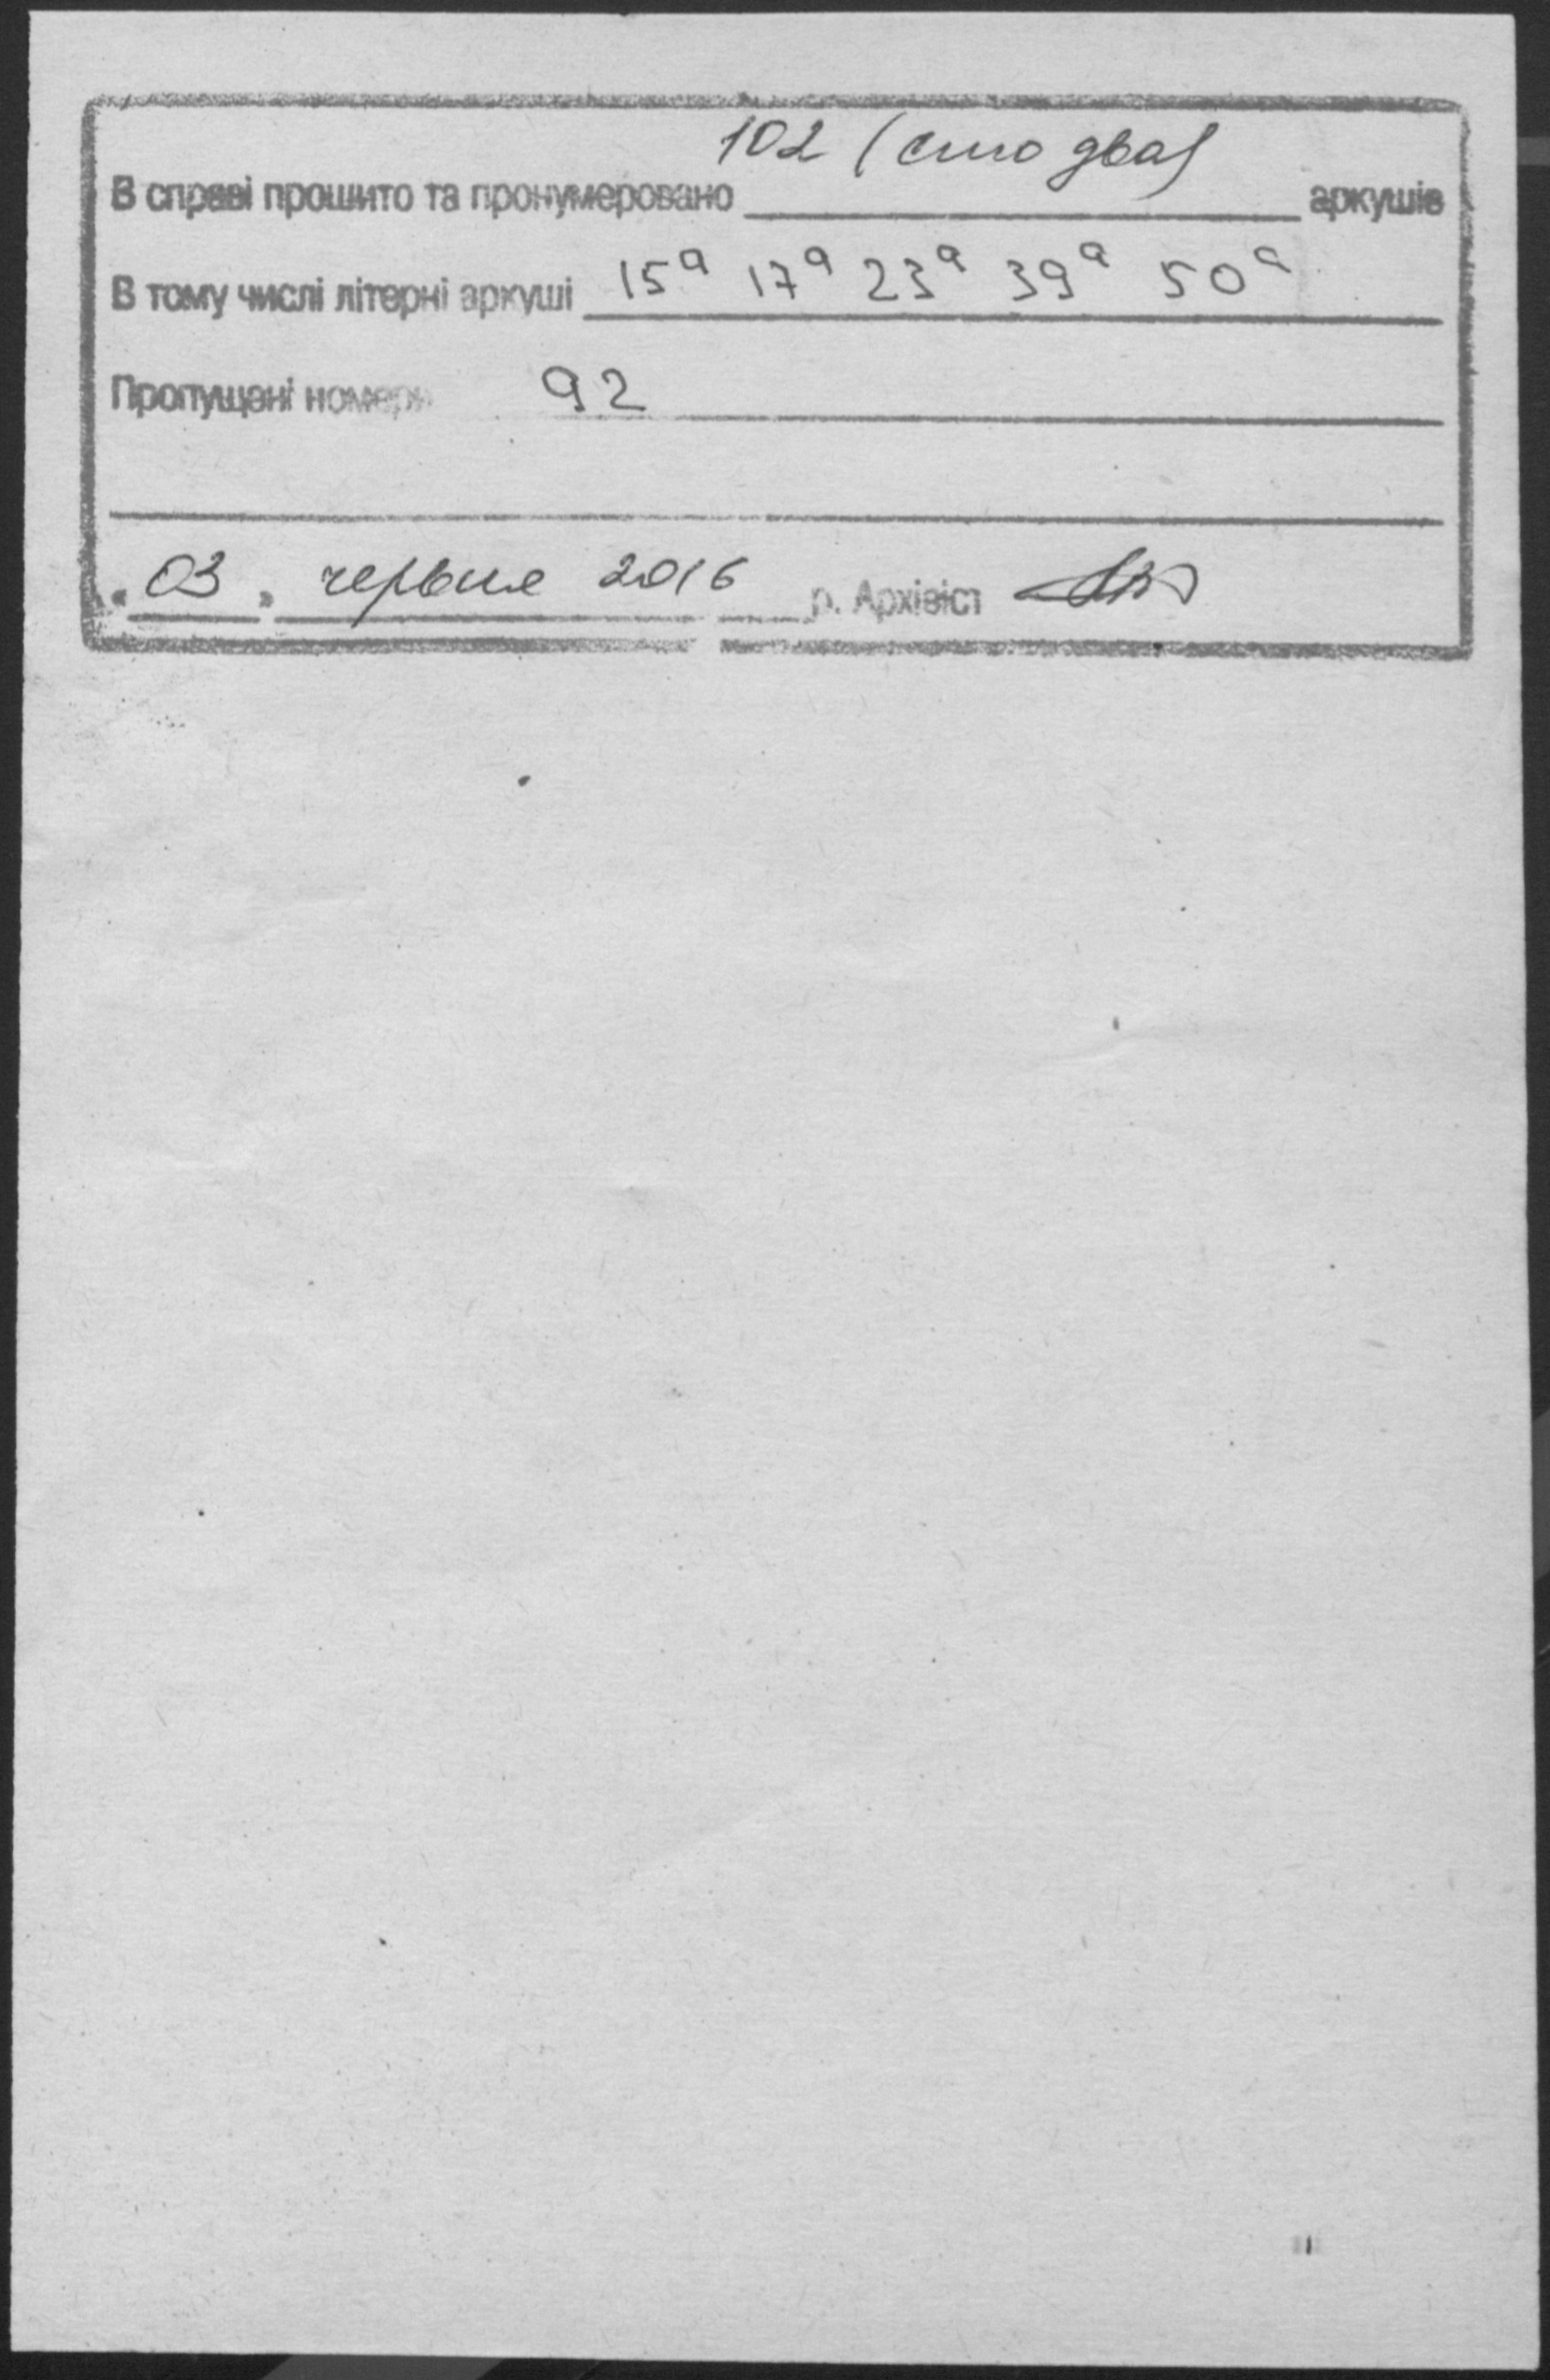 В справі прошито та пронумеровано 102 (сто два) аркушів
В тому числі літерні аркуші 15а 17а 23а 39а 50а
Пропущені номери 92
"03" червня 2016 р. Архівіст